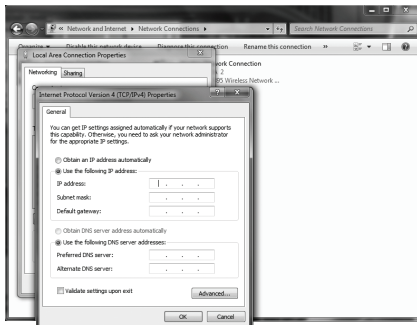 « Network and Internet ▸ Network Connections ▸
Search Network Connections
Organize Disable this network device Diagnose this connection Rename this connection »
Local Area Connection Properties
work Connection
2
95 Wireless Network ...
Networking Sharing
Internet Protocol Version 4 (TCP/IPv4) Properties
General
You can get IP settings assigned automatically if your network supports
this capability. Otherwise, you need to ask your network administrator
for the appropriate IP settings.
Obtain an IP address automatically
Use the following IP address:
IP address:
Subnet mask:
Default gateway:
Obtain DNS server address automatically
Use the following DNS server addresses:
Preferred DNS server:
Alternate DNS server:
Validate settings upon exit
Advanced...
OK Cancel